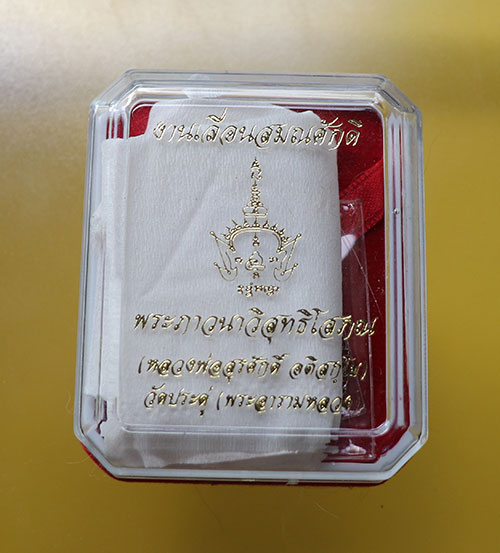 งานเลื่อนสมณศักดิ์
พระภาวนาวิสุทธิโสภณ
(หลวงพ่อสุรศักดิ์ อติสกฺโข)
วัดประดู่ (พระอารามหลวง